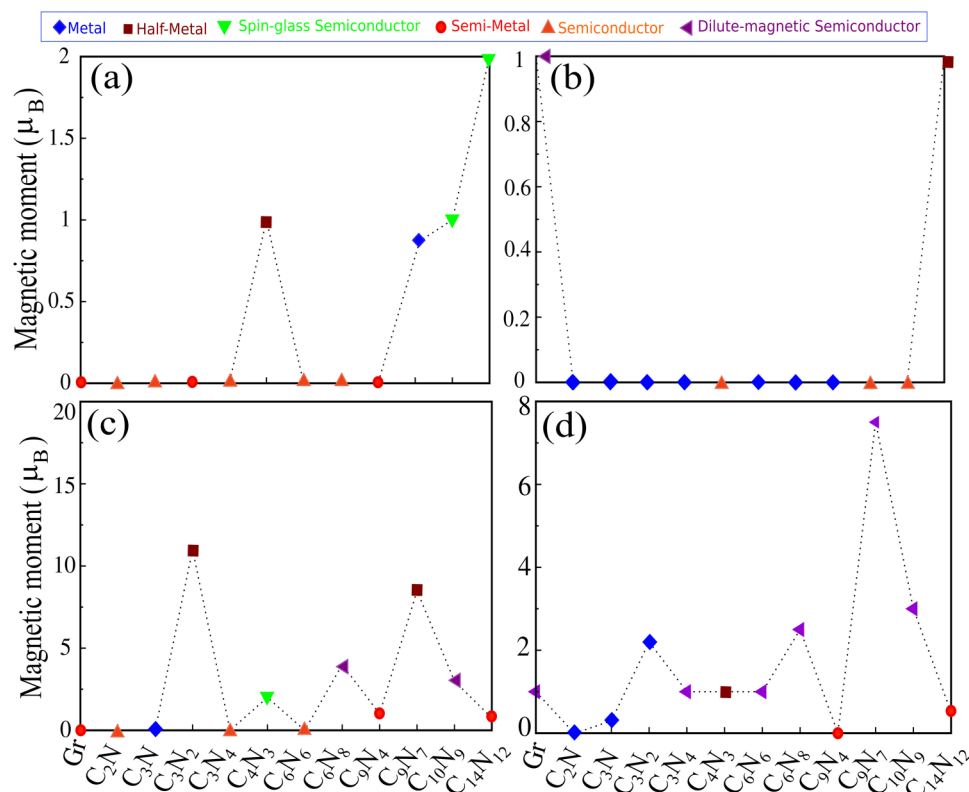 Metal Half-Metal Spin-glass Semiconductor Semi-Metal Semiconductor Dilute-magnetic Semiconductor
(a)
Magnetic moment (μ_B)
2
1.5
1
0.5
0
(b)
1
0.8
0.6
0.4
0.2
0
(c)
Magnetic moment (μ_B)
20
15
10
5
0
Gr C₂N C₃N C₃N₂ C₃N₄ C₄N₃ C₆N₆ C₆N₈ C₉N₄ C₉N₇ C₁₀N₉ C₁₄N₁₂
(d)
8
6
4
2
0
Gr C₂N C₃N C₃N₂ C₃N₄ C₄N₃ C₆N₆ C₆N₈ C₉N₄ C₉N₇ C₁₀N₉ C₁₄N₁₂